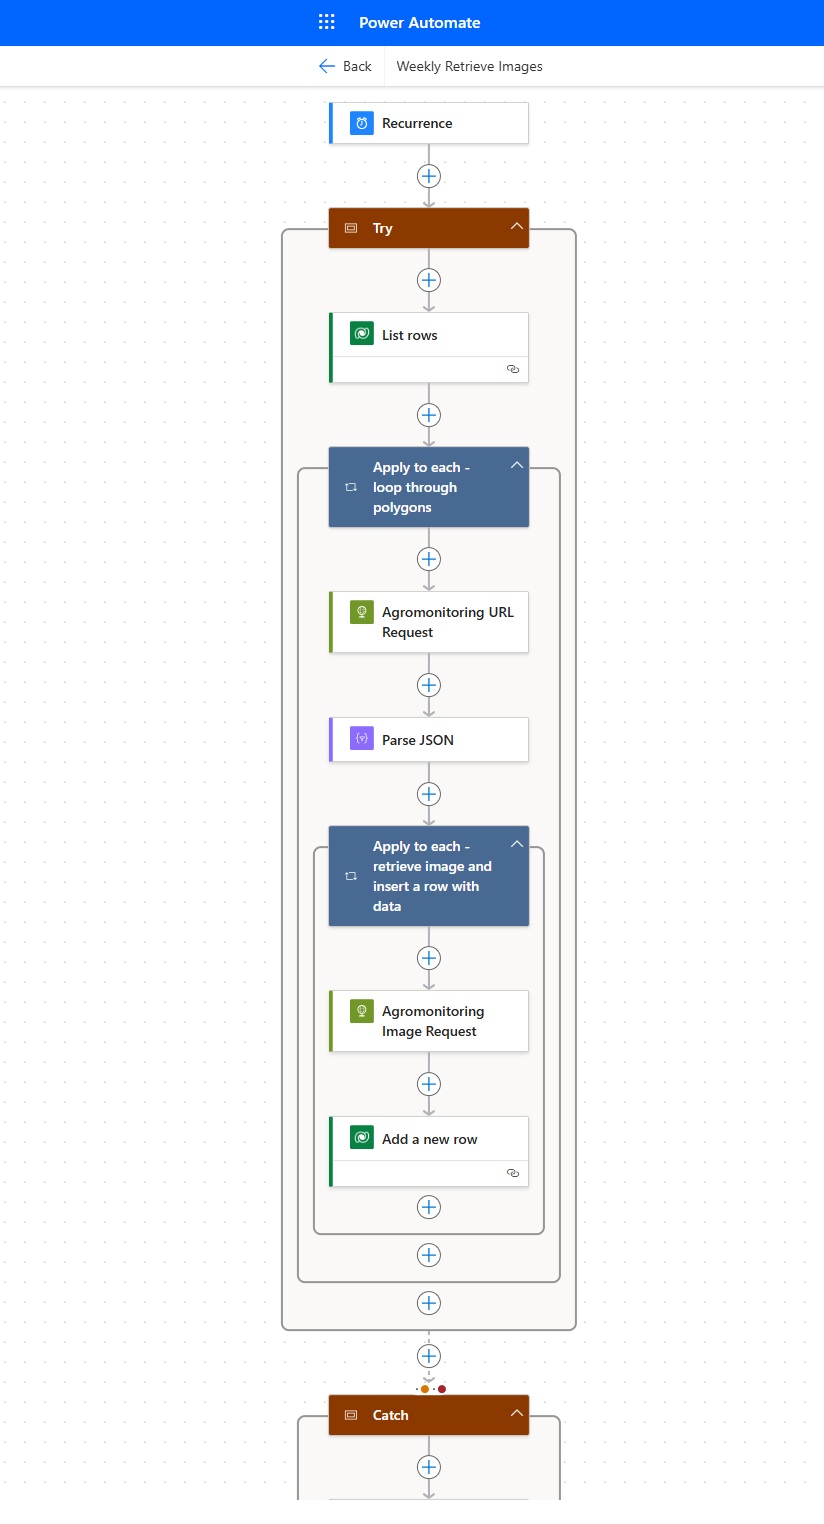 Power Automate
Back
Weekly Retrieve Images
Recurrence
Try
List rows
Apply to each -
loop through
polygons
Agromonitoring URL
Request
Parse JSON
Apply to each -
retrieve image and
insert a row with
data
Agromonitoring
Image Request
Add a new row
Catch